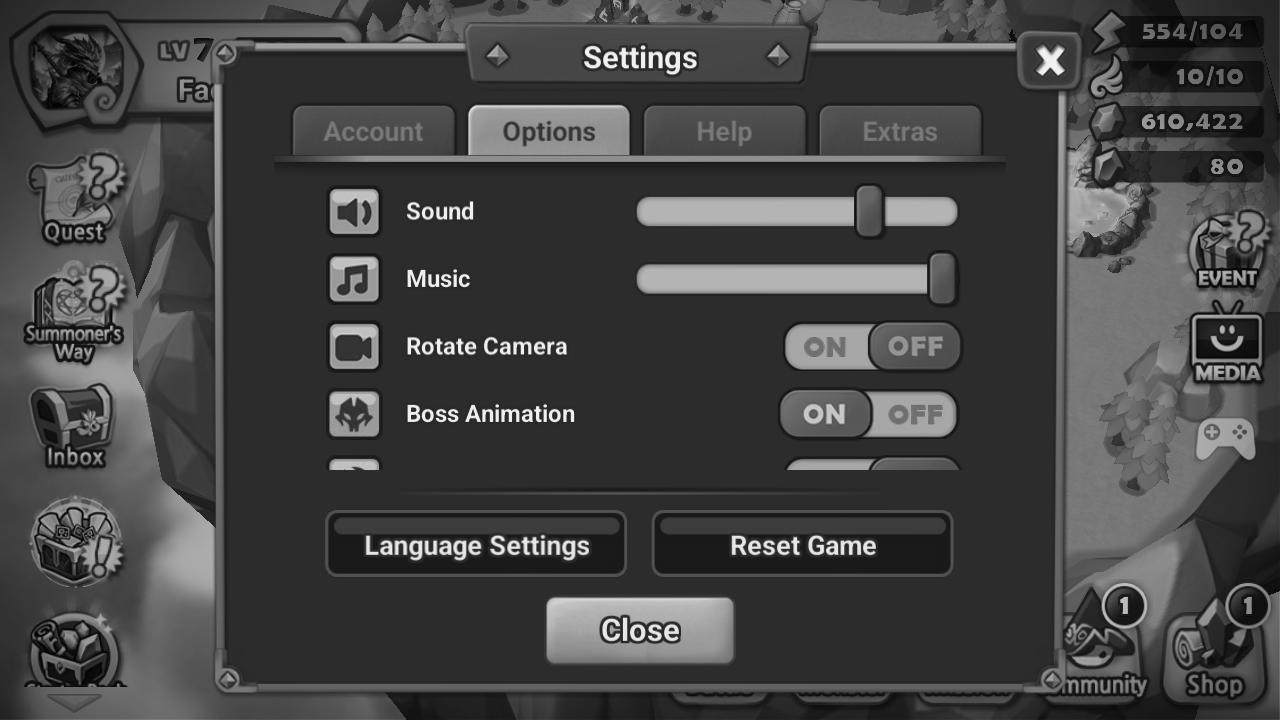 LV 7
554/104
10/10
610,422
80
Settings
Account
Options
Help
Extras
Sound
Music
Rotate Camera
ON
OFF
Boss Animation
ON
OFF
Language Settings
Reset Game
Close
Quest
Summoner's
Way
Inbox
EVENT
MEDIA
1
1
Shop